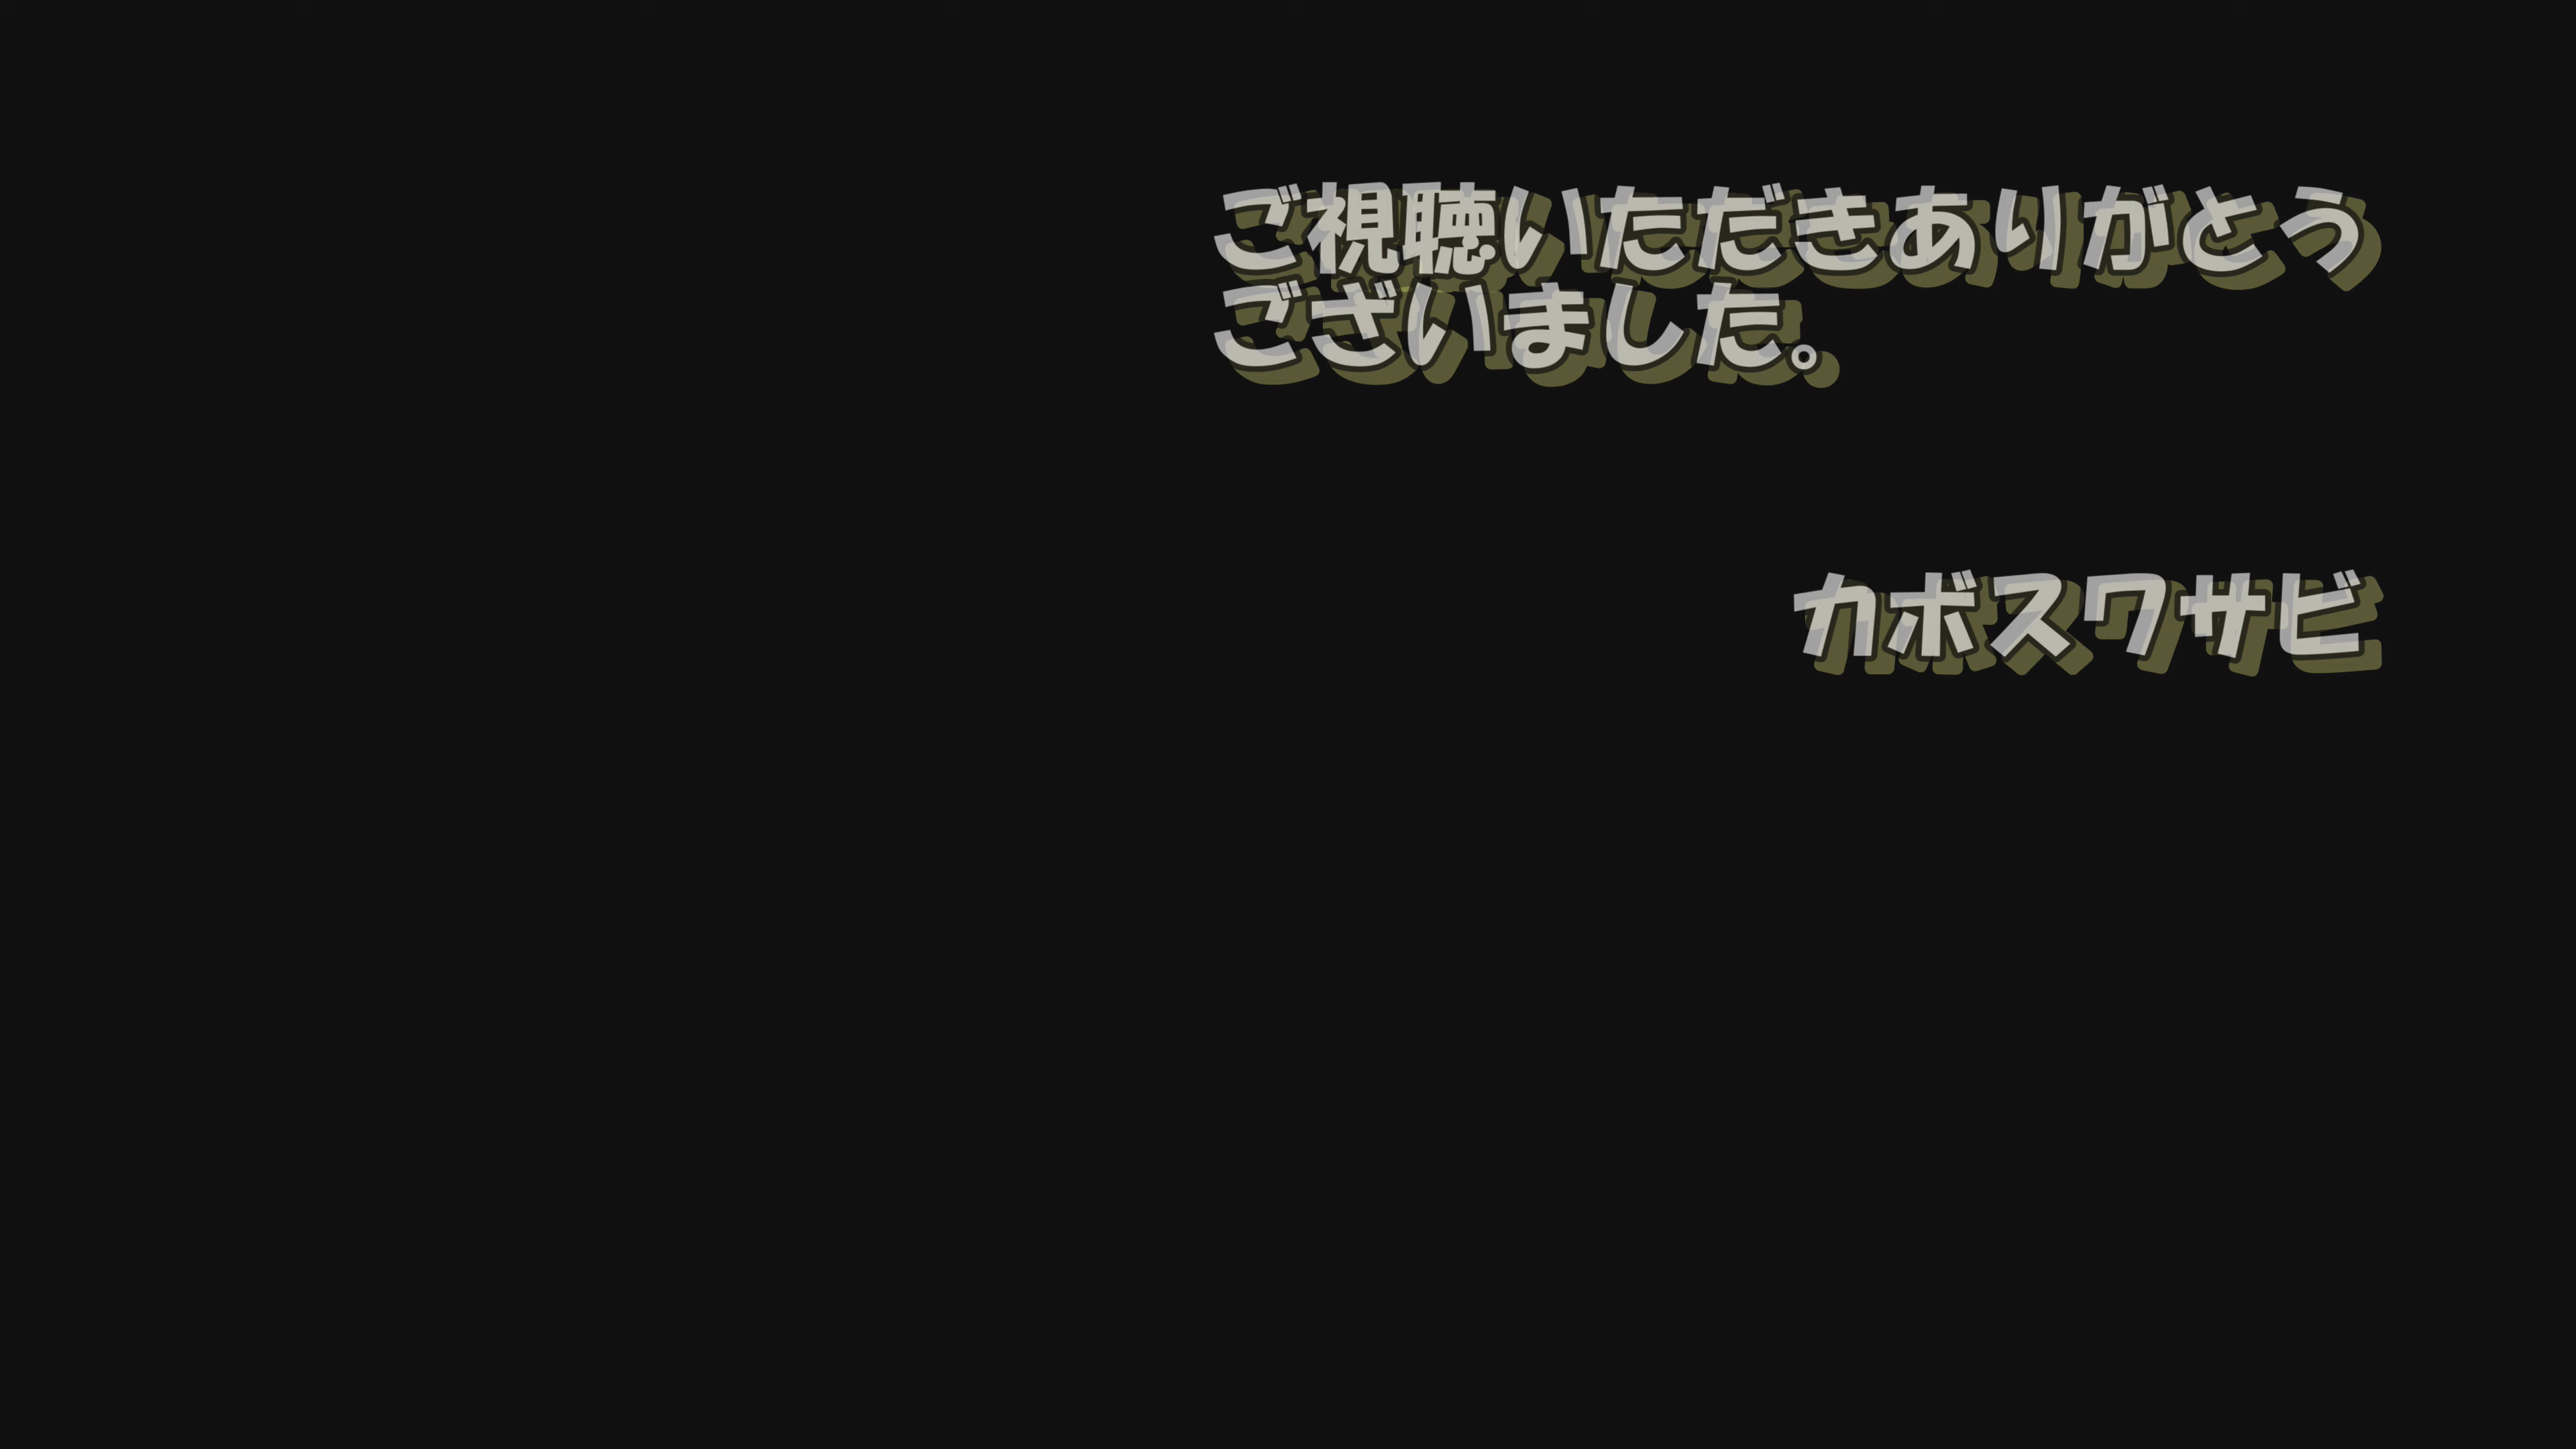 ご視聴いただきありがとう
ございました。
カボスワサビ